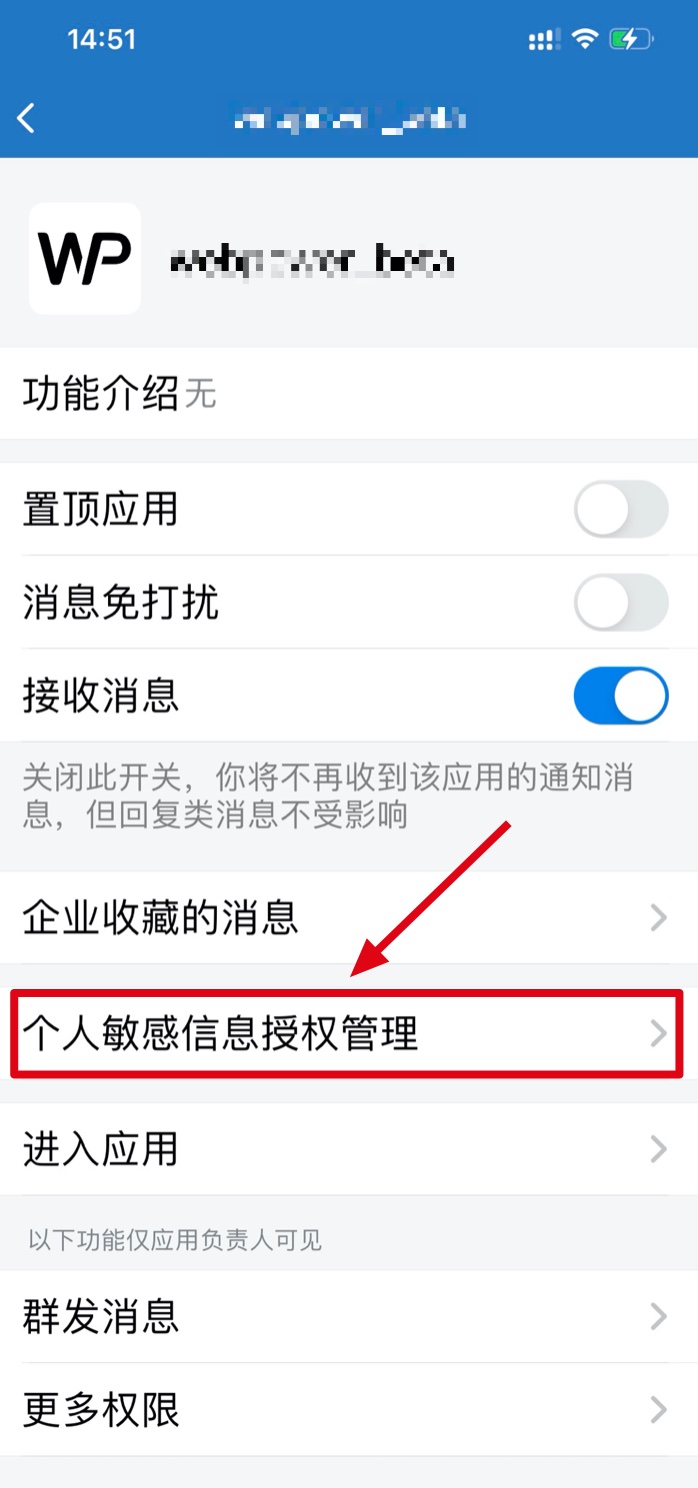 14:51
WP
功能介绍无
置顶应用
消息免打扰
接收消息
关闭此开关，你将不再收到该应用的通知消
息，但回复类消息不受影响
企业收藏的消息
个人敏感信息授权管理
进入应用
以下功能仅应用负责人可见
群发消息
更多权限